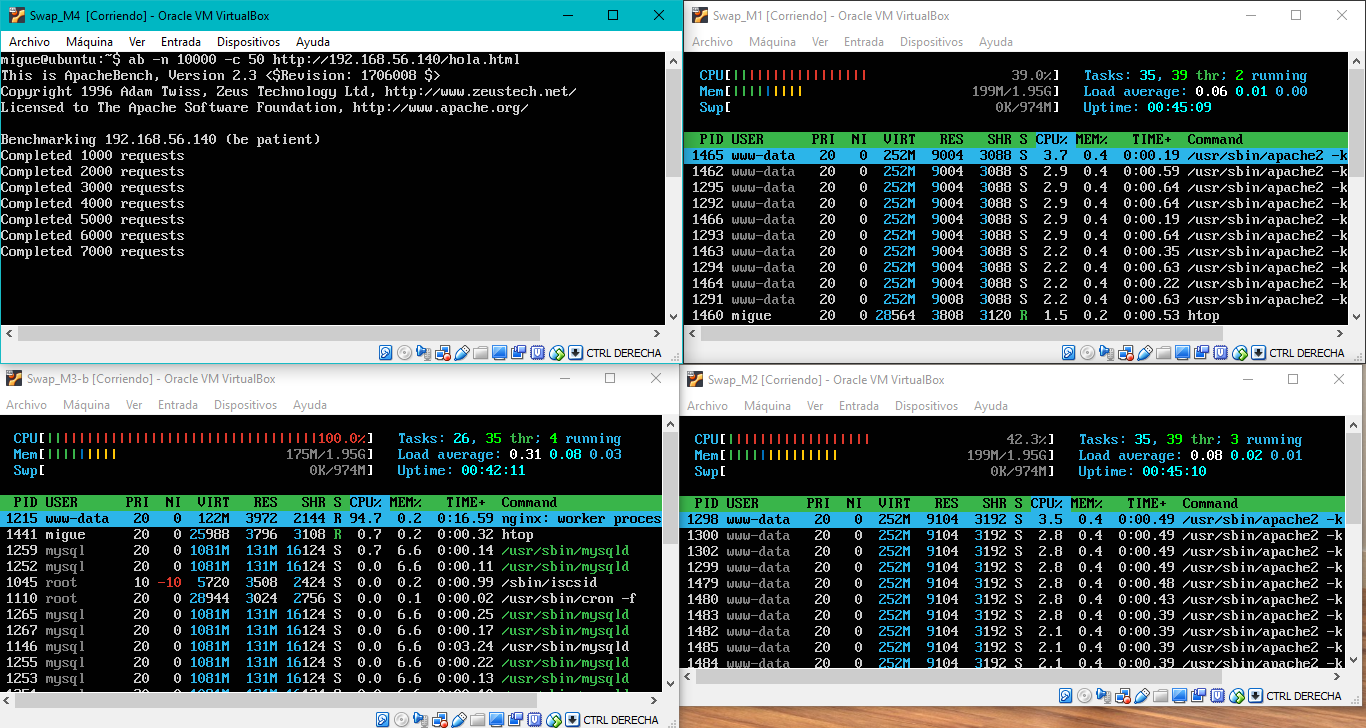 Swap_M4 [Corriendo] - Oracle VM VirtualBox
Archivo Máquina Ver Entrada Dispositivos Ayuda
migue@ubuntu:~$ ab -n 10000 -c 50 http://192.168.56.140/hola.html
This is ApacheBench, Version 2.3 <$Revision: 1706008 $>
Copyright 1996 Adam Twiss, Zeus Technology Ltd, http://www.zeustech.net/
Licensed to The Apache Software Foundation, http://www.apache.org/
Benchmarking 192.168.56.140 (be patient)
Completed 1000 requests
Completed 2000 requests
Completed 3000 requests
Completed 4000 requests
Completed 5000 requests
Completed 6000 requests
Completed 7000 requests
CTRL DERECHA
Swap_M1 [Corriendo] - Oracle VM VirtualBox
Archivo Máquina Ver Entrada Dispositivos Ayuda
CPU[||||||||||||||||| 39.0%] Tasks: 35, 39 thr; 2 running
Mem[||||||||| 199M/1.95G] Load average: 0.06 0.01 0.00
Swp[ 0K/974M] Uptime: 00:45:09
PID USER PRI NI VIRT RES SHR S CPU% MEM% TIME+ Command
1465 www-data 20 0 252M 9004 3088 S 3.7 0.4 0:00.19 /usr/sbin/apache2 -k
1462 www-data 20 0 252M 9004 3088 S 2.9 0.4 0:00.59 /usr/sbin/apache2 -k
1295 www-data 20 0 252M 9004 3088 S 2.9 0.4 0:00.64 /usr/sbin/apache2 -k
1292 www-data 20 0 252M 9004 3088 S 2.9 0.4 0:00.64 /usr/sbin/apache2 -k
1466 www-data 20 0 252M 9004 3088 S 2.9 0.4 0:00.19 /usr/sbin/apache2 -k
1293 www-data 20 0 252M 9004 3088 S 2.9 0.4 0:00.64 /usr/sbin/apache2 -k
1463 www-data 20 0 252M 9004 3088 S 2.2 0.4 0:00.35 /usr/sbin/apache2 -k
1294 www-data 20 0 252M 9004 3088 S 2.2 0.4 0:00.63 /usr/sbin/apache2 -k
1464 www-data 20 0 252M 9004 3088 S 2.2 0.4 0:00.22 /usr/sbin/apache2 -k
1291 www-data 20 0 252M 9008 3088 S 2.2 0.4 0:00.63 /usr/sbin/apache2 -k
1460 migue 20 0 28564 3808 3120 R 1.5 0.2 0:00.53 htop
CTRL DERECHA
Swap_M3-b [Corriendo] - Oracle VM VirtualBox
Archivo Máquina Ver Entrada Dispositivos Ayuda
CPU[||||||||||||||||||||||||||||||||||100.0%] Tasks: 26, 35 thr; 4 running
Mem[||||||||| 175M/1.95G] Load average: 0.31 0.08 0.03
Swp[ 0K/974M] Uptime: 00:42:11
PID USER PRI NI VIRT RES SHR S CPU% MEM% TIME+ Command
1215 www-data 20 0 122M 3972 2144 R 94.7 0.2 0:16.59 nginx: worker proces
1441 migue 20 0 25988 3796 3108 R 0.7 0.2 0:00.32 htop
1259 mysql 20 0 1081M 131M 16124 S 0.7 6.6 0:00.14 /usr/sbin/mysqld
1252 mysql 20 0 1081M 131M 16124 S 0.7 6.6 0:00.11 /usr/sbin/mysqld
1045 root 10 -10 5720 3508 2424 S 0.0 0.2 0:00.99 /sbin/iscsid
1110 root 20 0 28944 3024 2756 S 0.0 0.1 0:00.02 /usr/sbin/cron -f
1265 mysql 20 0 1081M 131M 16124 S 0.0 6.6 0:00.25 /usr/sbin/mysqld
1267 mysql 20 0 1081M 131M 16124 S 0.0 6.6 0:00.17 /usr/sbin/mysqld
1146 mysql 20 0 1081M 131M 16124 S 0.0 6.6 0:03.24 /usr/sbin/mysqld
1255 mysql 20 0 1081M 131M 16124 S 0.0 6.6 0:00.22 /usr/sbin/mysqld
1253 mysql 20 0 1081M 131M 16124 S 0.0 6.6 0:00.13 /usr/sbin/mysqld
CTRL DERECHA
Swap_M2 [Corriendo] - Oracle VM VirtualBox
Archivo Máquina Ver Entrada Dispositivos Ayuda
CPU[|||||||||||||||||| 42.3%] Tasks: 35, 39 thr; 3 running
Mem[|||||||||||||| 199M/1.95G] Load average: 0.08 0.02 0.01
Swp[ 0K/974M] Uptime: 00:45:10
PID USER PRI NI VIRT RES SHR S CPU% MEM% TIME+ Command
1298 www-data 20 0 252M 9104 3192 S 3.5 0.4 0:00.49 /usr/sbin/apache2 -k
1300 www-data 20 0 252M 9104 3192 S 2.8 0.4 0:00.49 /usr/sbin/apache2 -k
1302 www-data 20 0 252M 9104 3192 S 2.8 0.4 0:00.49 /usr/sbin/apache2 -k
1299 www-data 20 0 252M 9104 3192 S 2.8 0.4 0:00.49 /usr/sbin/apache2 -k
1479 www-data 20 0 252M 9104 3192 S 2.8 0.4 0:00.48 /usr/sbin/apache2 -k
1480 www-data 20 0 252M 9104 3192 S 2.8 0.4 0:00.43 /usr/sbin/apache2 -k
1483 www-data 20 0 252M 9104 3192 S 2.8 0.4 0:00.39 /usr/sbin/apache2 -k
1482 www-data 20 0 252M 9104 3192 S 2.1 0.4 0:00.39 /usr/sbin/apache2 -k
1485 www-data 20 0 252M 9104 3192 S 2.1 0.4 0:00.39 /usr/sbin/apache2 -k
1484 www-data 20 0 252M 9104 3192 S 2.1 0.4 0:00.39 /usr/sbin/apache2 -k
CTRL DERECHA